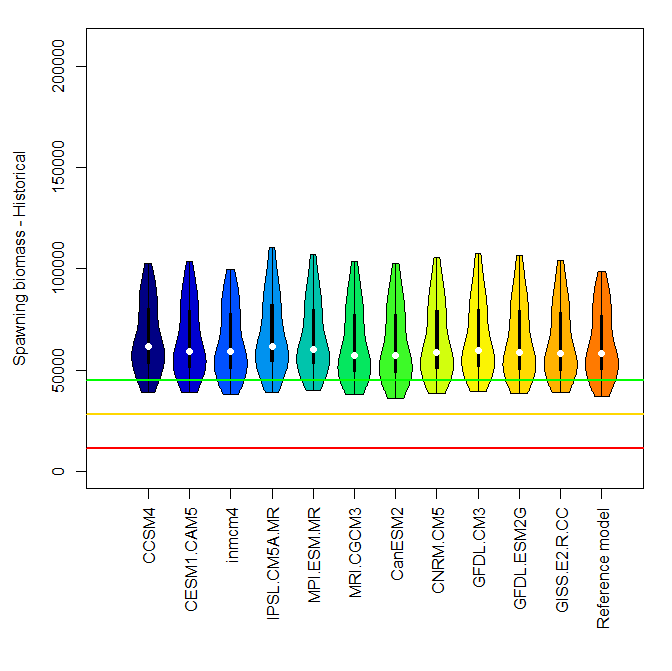 Spawning biomass - Historical
200000
150000
100000
50000
0
CCSM4
CESM1.CAM5
inmcm4
IPSL.CM5A.MR
MPI.ESM.MR
MRI.CGCM3
CanESM2
CNRM.CM5
GFDL.CM3
GFDL.ESM2G
GISS.E2.R.CC
Reference model